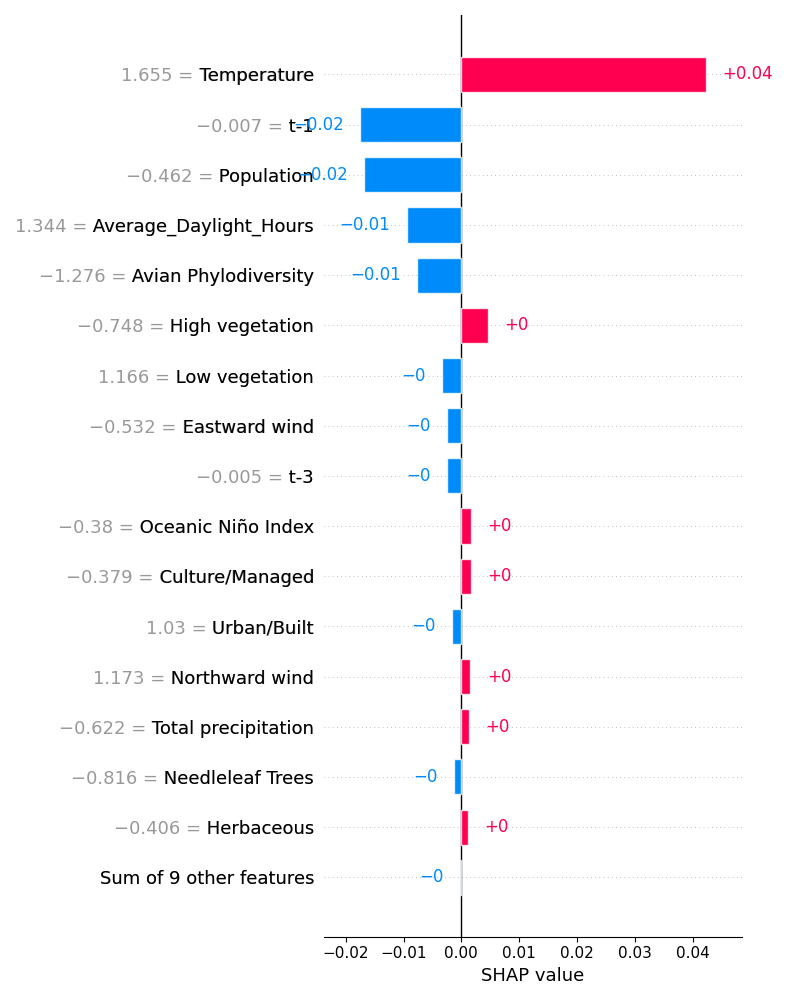 1.655 = Temperature +0.04
−0.007 = t-1 −0.02
−0.462 = Population −0.02
1.344 = Average_Daylight_Hours −0.01
−1.276 = Avian Phylodiversity −0.01
−0.748 = High vegetation +0
1.166 = Low vegetation −0
−0.532 = Eastward wind −0
−0.005 = t-3 −0
−0.38 = Oceanic Niño Index +0
−0.379 = Culture/Managed +0
1.03 = Urban/Built −0
1.173 = Northward wind +0
−0.622 = Total precipitation +0
−0.816 = Needleleaf Trees −0
−0.406 = Herbaceous +0
Sum of 9 other features −0
−0.02 −0.01 0.00 0.01 0.02 0.03 0.04
SHAP value